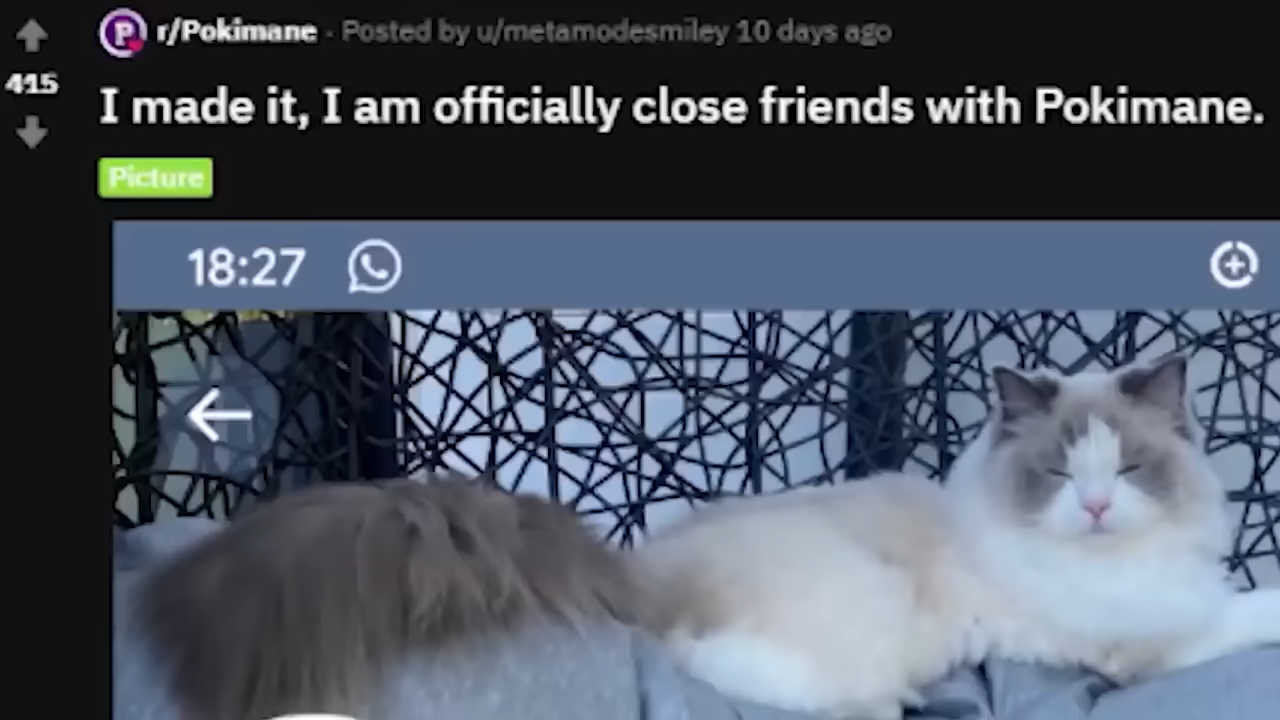 r/Pokimane · Posted by u/metamodesmiley 10 days ago
415
I made it, I am officially close friends with Pokimane.
Picture
18:27